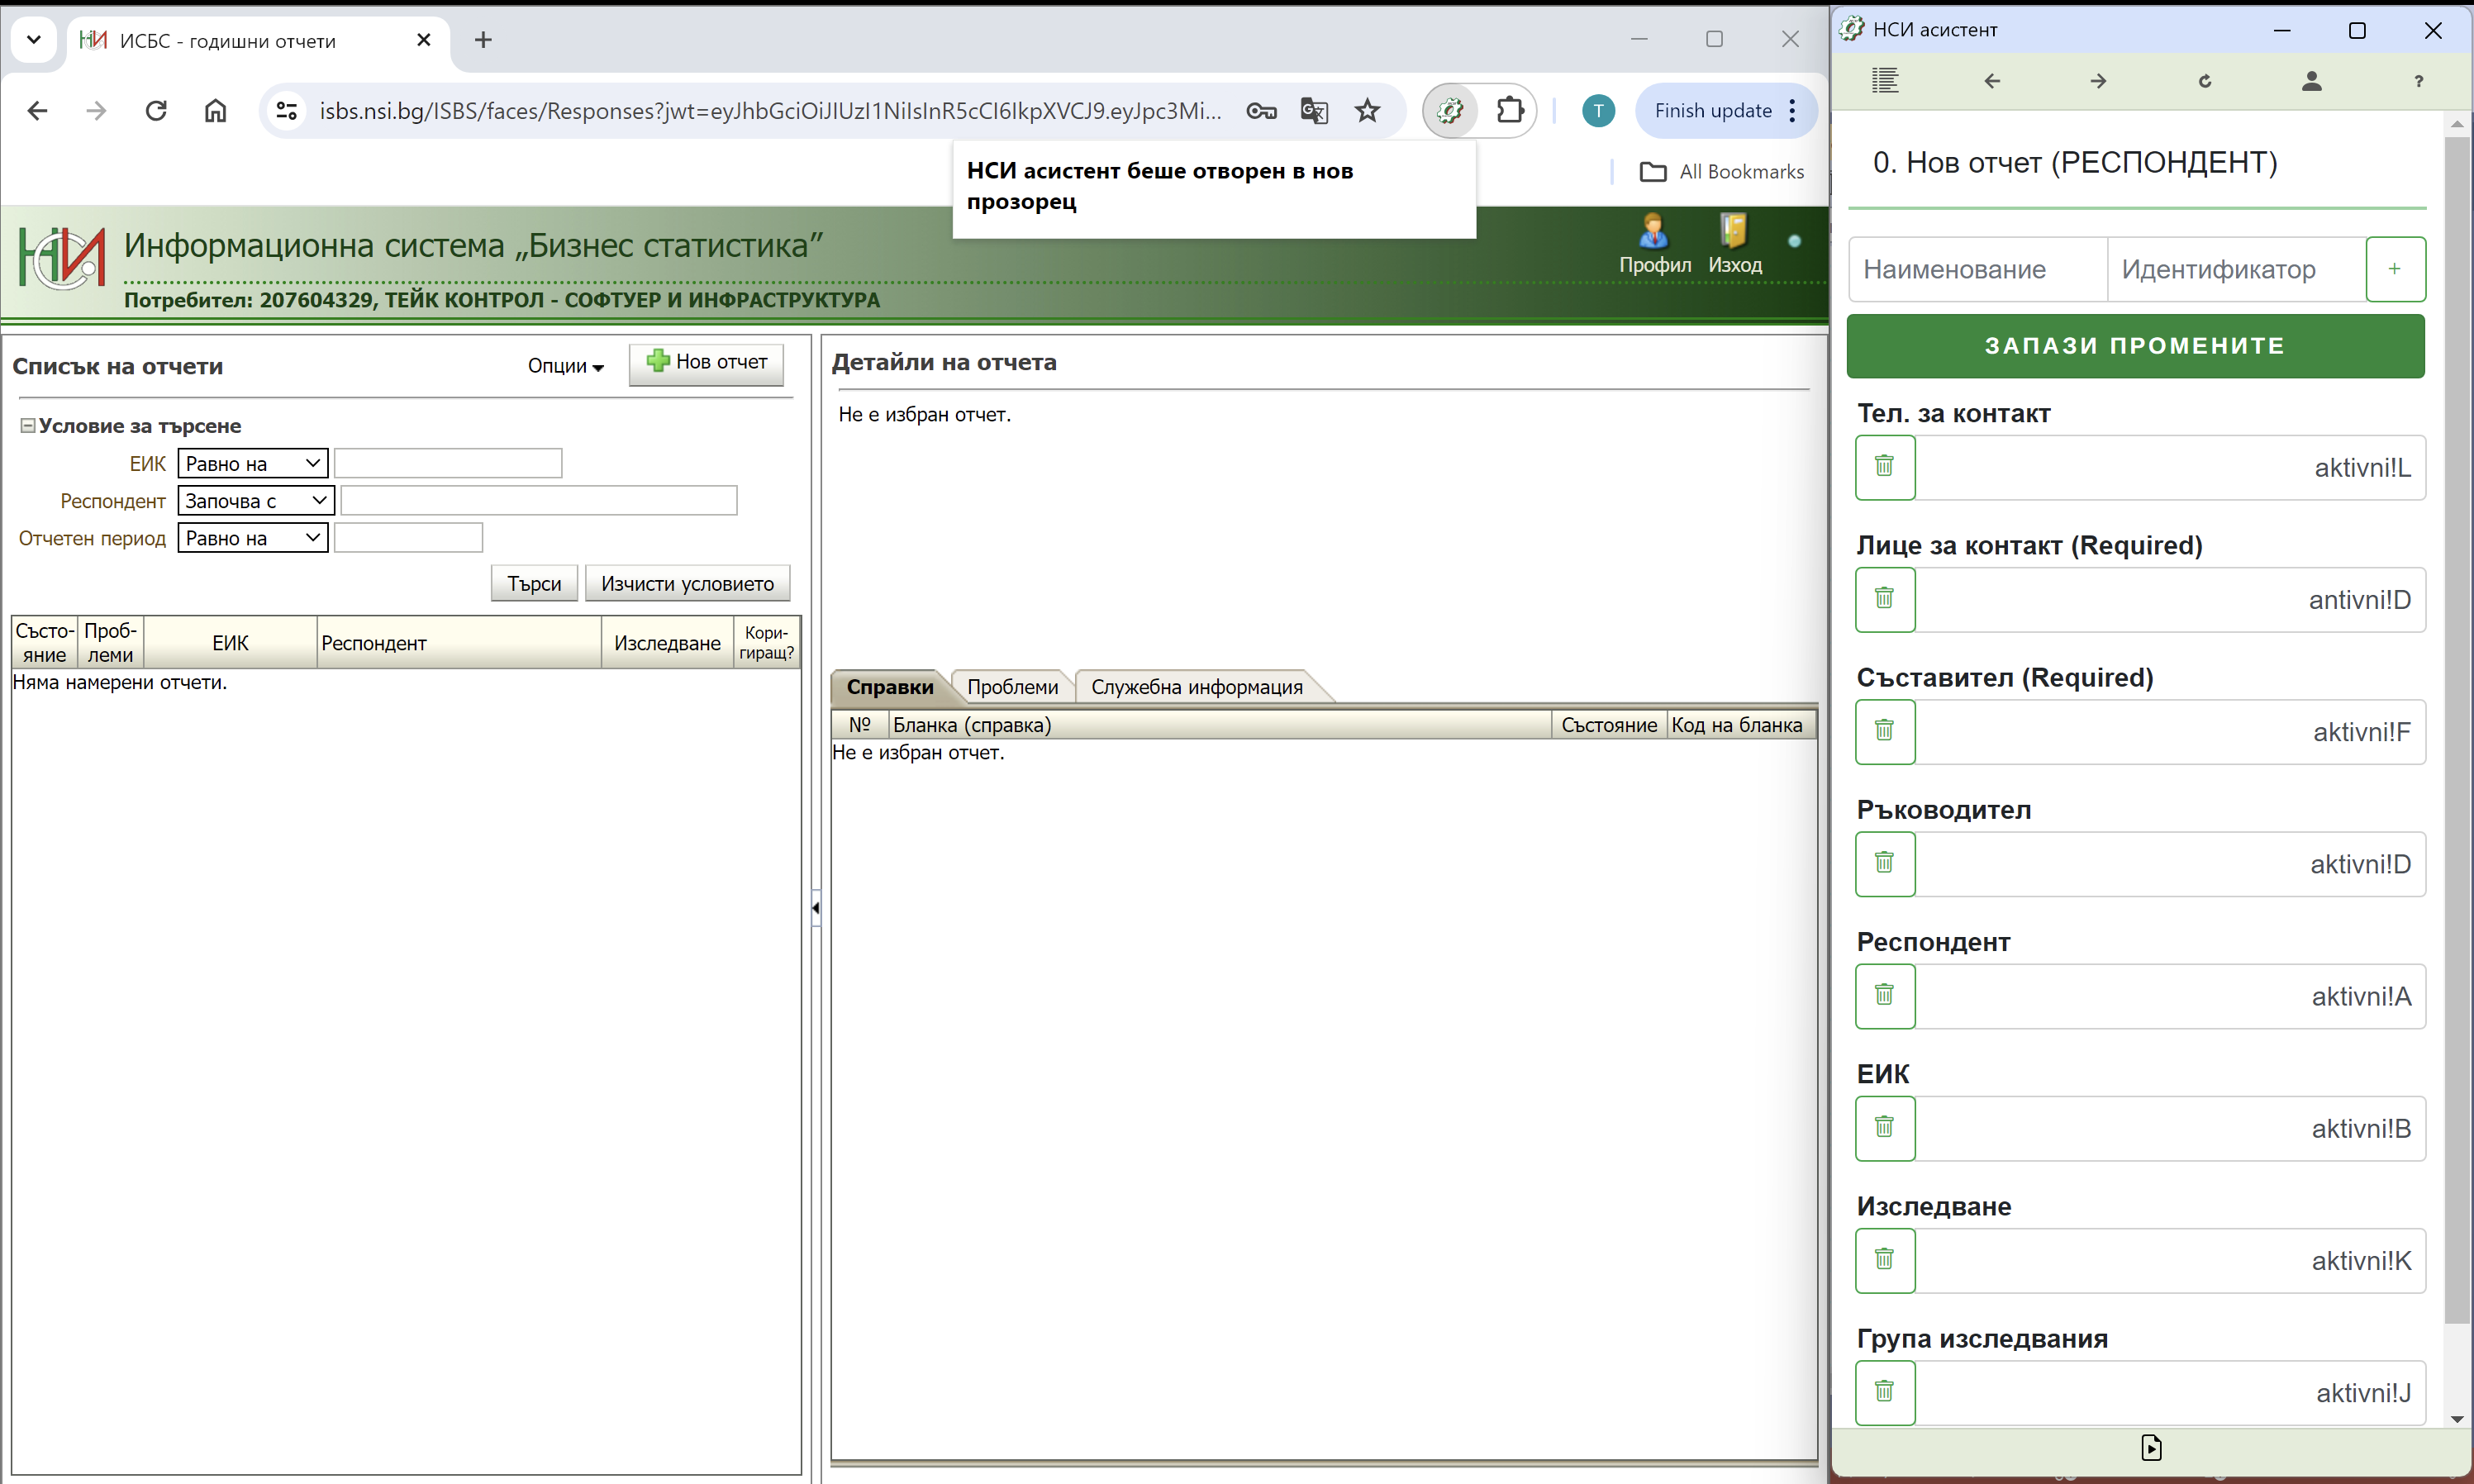 ИСБС - годишни отчети
isbs.nsi.bg/ISBS/faces/Responses?jwt=eyJhbGciOiJIUzI1NiIsInR5cCI6IkpXVCJ9.eyJpc3Mi...
T
Finish update
НСИ асистент беше отворен в нов
прозорец
All Bookmarks
НСИ
Информационна система „Бизнес статистика”
Потребител: 207604329, ТЕЙК КОНТРОЛ - СОФТУЕР И ИНФРАСТРУКТУРА
Профил
Изход
Списък на отчети
Опции
Нов отчет
Условие за търсене
ЕИК
Равно на
Респондент
Започва с
Отчетен период
Равно на
Търси
Изчисти условието
Състо-
яние
Проб-
леми
ЕИК
Респондент
Изследване
Кори-
гиращ?
Няма намерени отчети.
Детайли на отчета
Не е избран отчет.
Справки
Проблеми
Служебна информация
№
Бланка (справка)
Състояние
Код на бланка
Не е избран отчет.
НСИ асистент
?
0. Нов отчет (РЕСПОНДЕНТ)
Наименование
Идентификатор
+
ЗАПАЗИ ПРОМЕНИТЕ
Тел. за контакт
aktivni!L
Лице за контакт (Required)
antivni!D
Съставител (Required)
aktivni!F
Ръководител
aktivni!D
Респондент
aktivni!A
ЕИК
aktivni!B
Изследване
aktivni!K
Група изследвания
aktivni!J